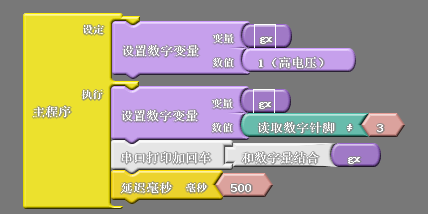 设定
设置数字变量 变量 gx
数值 1（高电压）
主程序
执行
设置数字变量 变量 gx
数值 读取数字针脚 # 3
串口打印加回车 和数字量结合 gx
延迟毫秒 毫秒 500